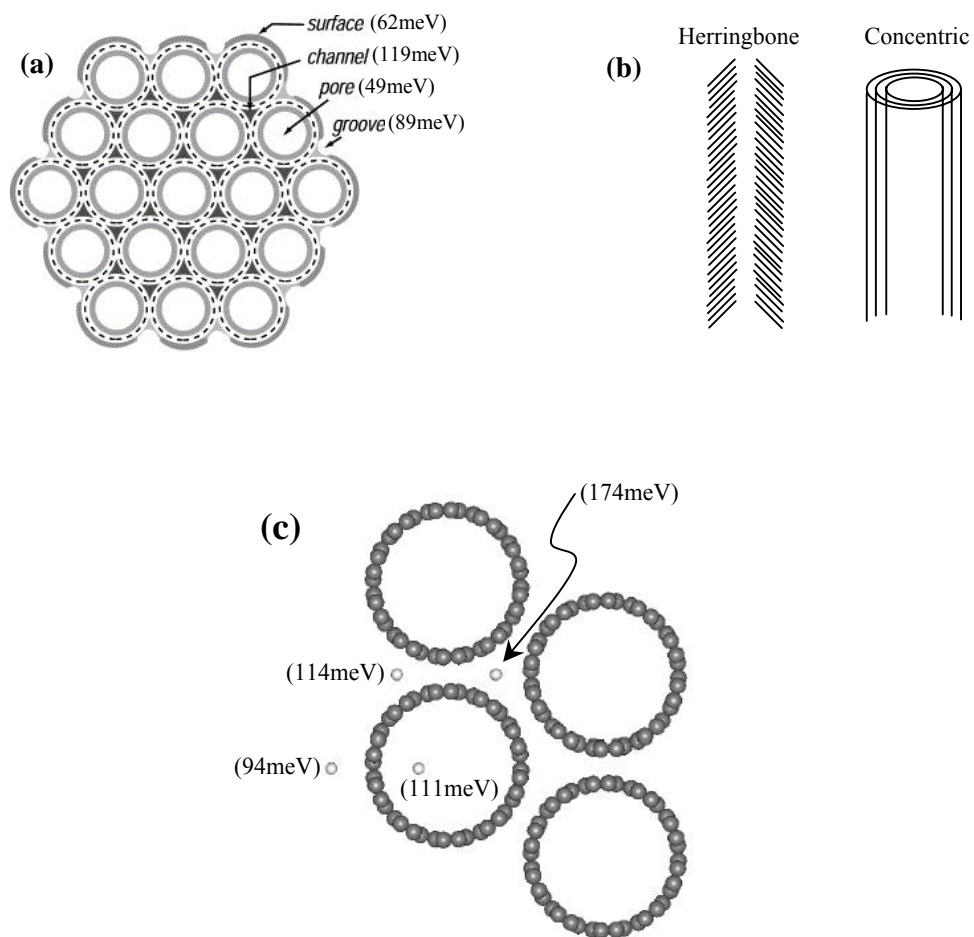 (a)
surface (62meV)
channel (119meV)
pore (49meV)
groove (89meV)
(b)
Herringbone
Concentric
(c)
(174meV)
(114meV)
(94meV)
(111meV)